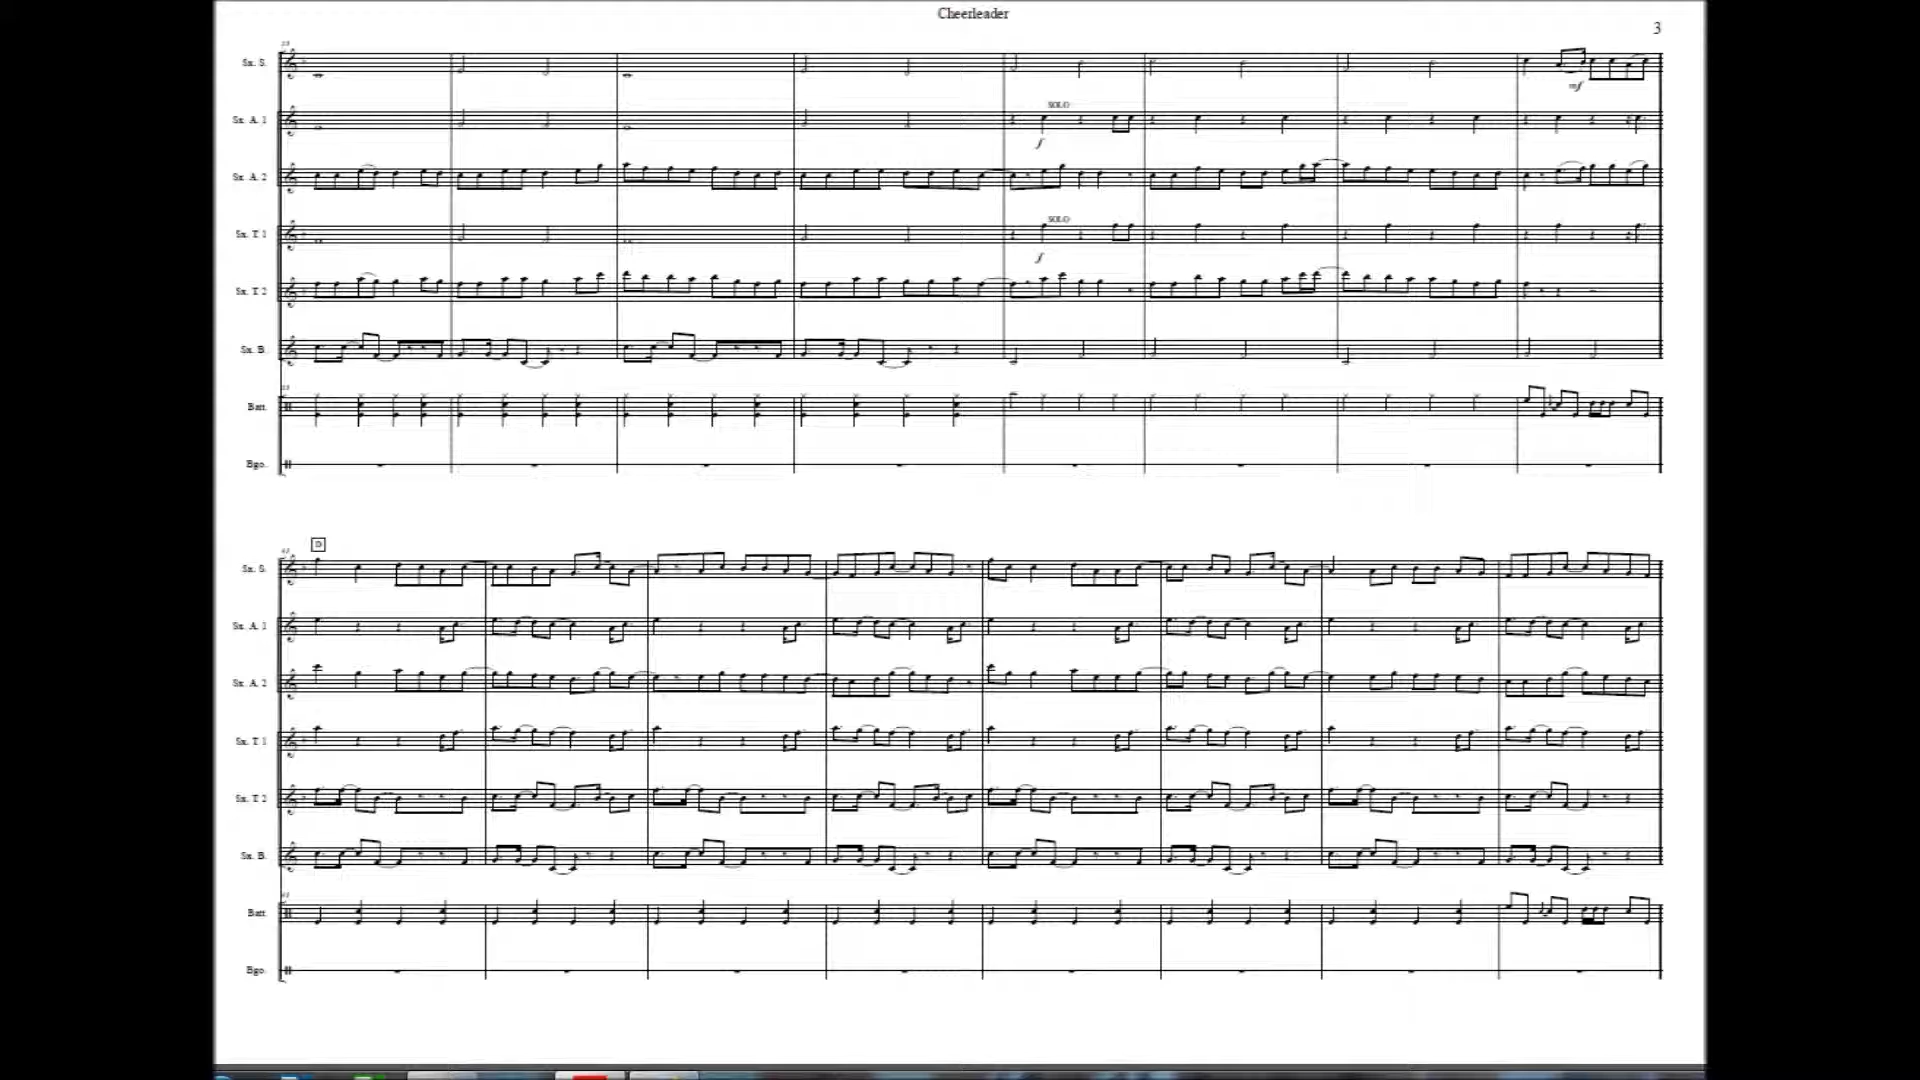 Cheerleader
3
Sx. S.
Sx. A. 1
SOLO
f
Sx. A. 2
Sx. T 1
SOLO
f
Sx. T 2
Sx. B.
Batt.
Bgo.
mf
D
Sx. S.
Sx. A. 1
Sx. A. 2
Sx. T 1
Sx. T 2
Sx. B.
Batt.
Bgo.